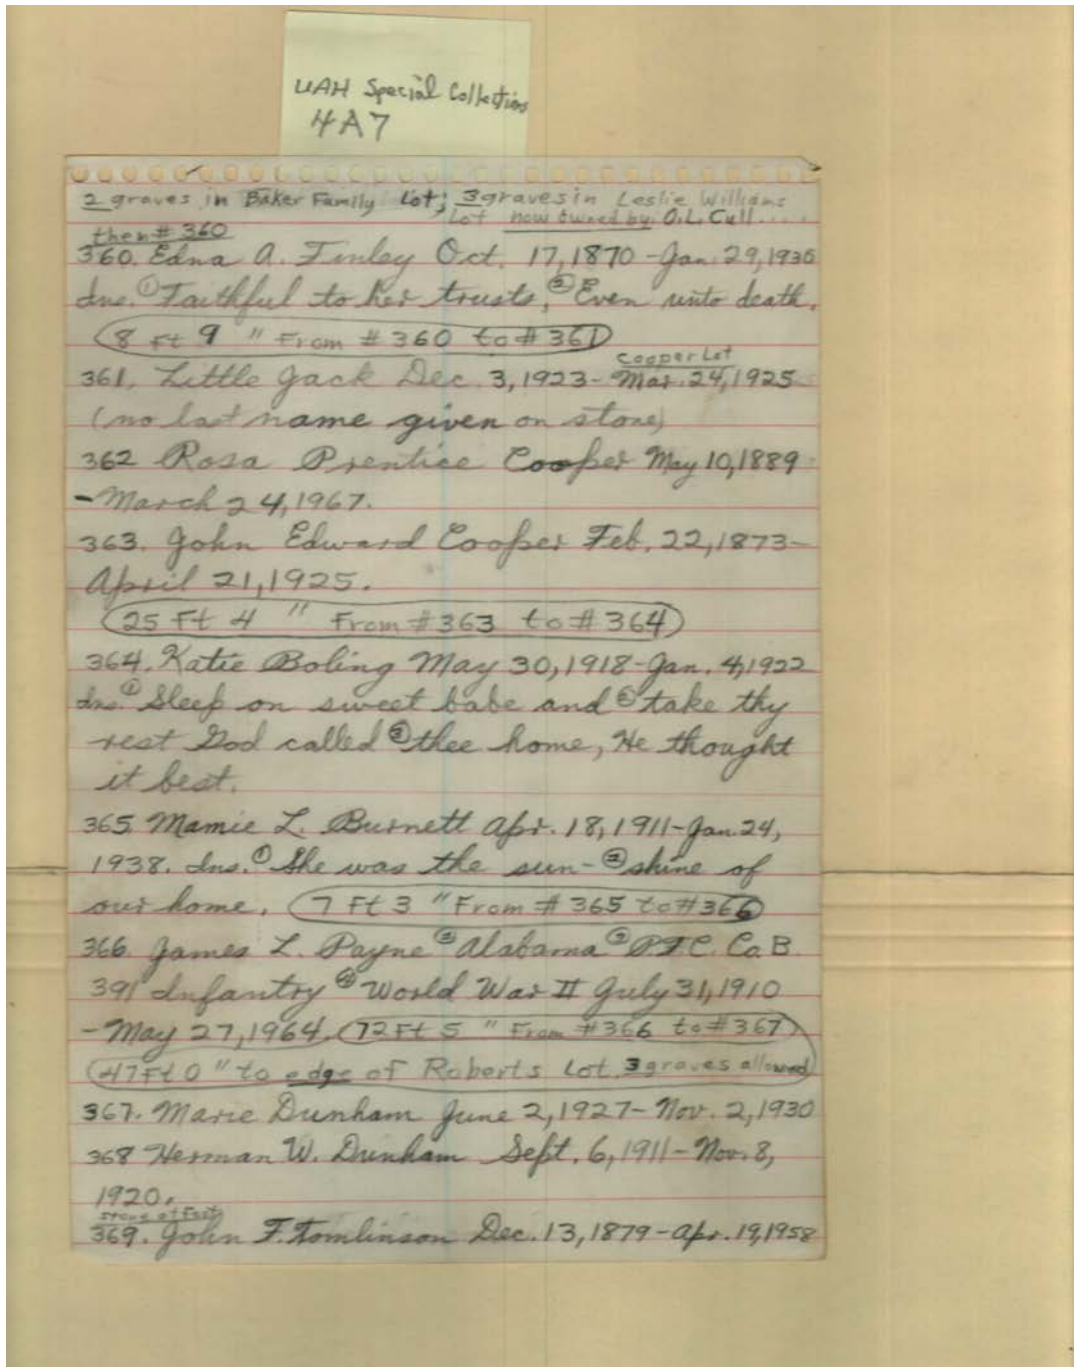 UAH Special Collections
4A7
2 graves in Baker Family Lot; 3 graves in Leslie Williams
Lot now owned by O.L. Cull....
then # 360
360. Edna A. Finley Oct. 17, 1870 - Jan. 29, 1936
Ins. ① Faithful to her trusts, ② Even unto death.
8 Ft 9 " From # 360 to # 361
Cooper Lot
361. Little Jack Dec. 3, 1923 - Mar. 24, 1925
(no last name given on stone)
362 Rosa Prentice Cooper May 10, 1889
- March 24, 1967.
363. John Edward Cooper Feb. 22, 1873 -
April 21, 1925.
25 Ft 4 " From # 363 to # 364
364. Katie Boling May 30, 1918 - Jan. 4, 1922
Ins. ① Sleep on sweet babe and ② take thy
rest God called ③ thee home, He thought
it best.
365 Mamie L. Burnett Apr. 18, 1911 - Jan. 24,
1938. Ins. ① She was the sun- ② shine of
our home. 7 Ft 3 " From # 365 to # 366
366. James L. Payne ② Alabama ③ P.F.C. Co. B
391 Infantry ④ World War II July 31, 1910
- May 27, 1964. 72 Ft 5 " From # 366 to # 367
47 Ft 0 " to edge of Roberts Lot. 3 graves allowed
367. Marie Dunham June 2, 1927 - Nov. 2, 1930
368 Herman W. Dunham Sept. 6, 1911 - Nov. 8,
1920.
stone at Foot
369. John F. Tomlinson Dec. 13, 1879 - Apr. 19, 1958